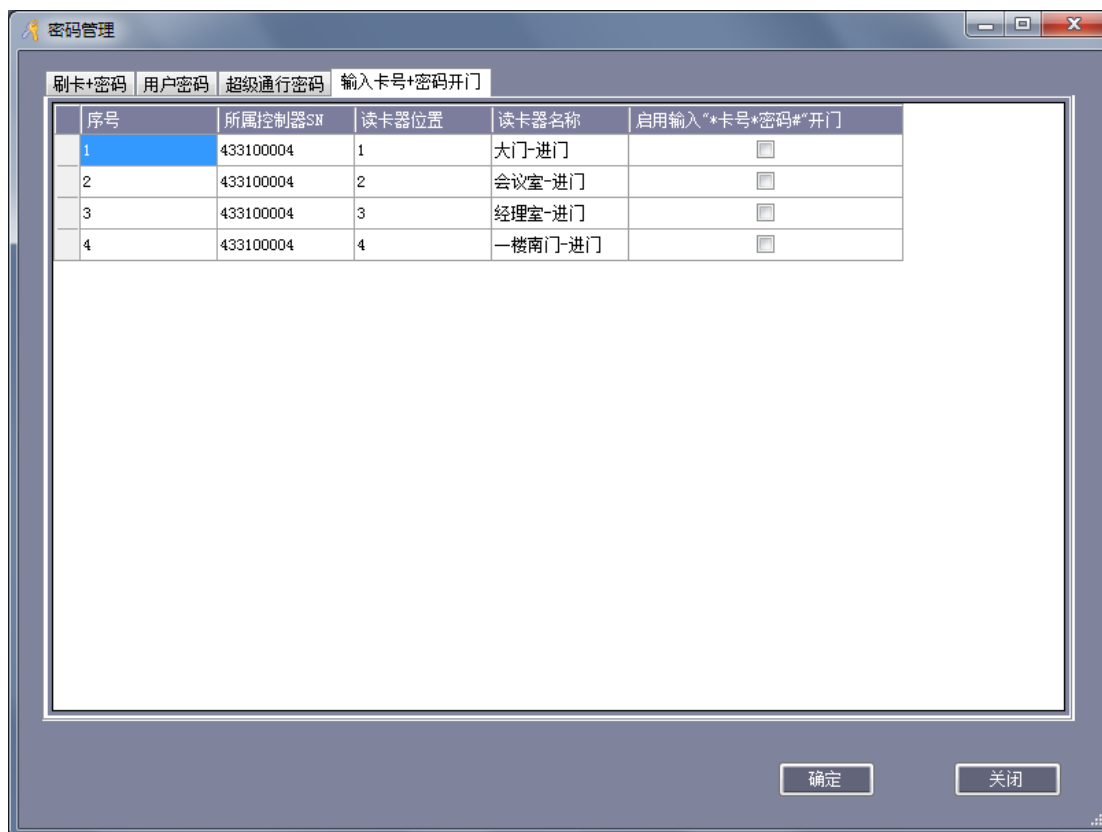 密码管理
刷卡+密码 用户密码 超级通行密码 输入卡号+密码开门
序号 所属控制器SN 读卡器位置 读卡器名称 启用输入"*卡号*密码#"开门
1 433100004 1 大门-进门
2 433100004 2 会议室-进门
3 433100004 3 经理室-进门
4 433100004 4 一楼南门-进门
确定 关闭